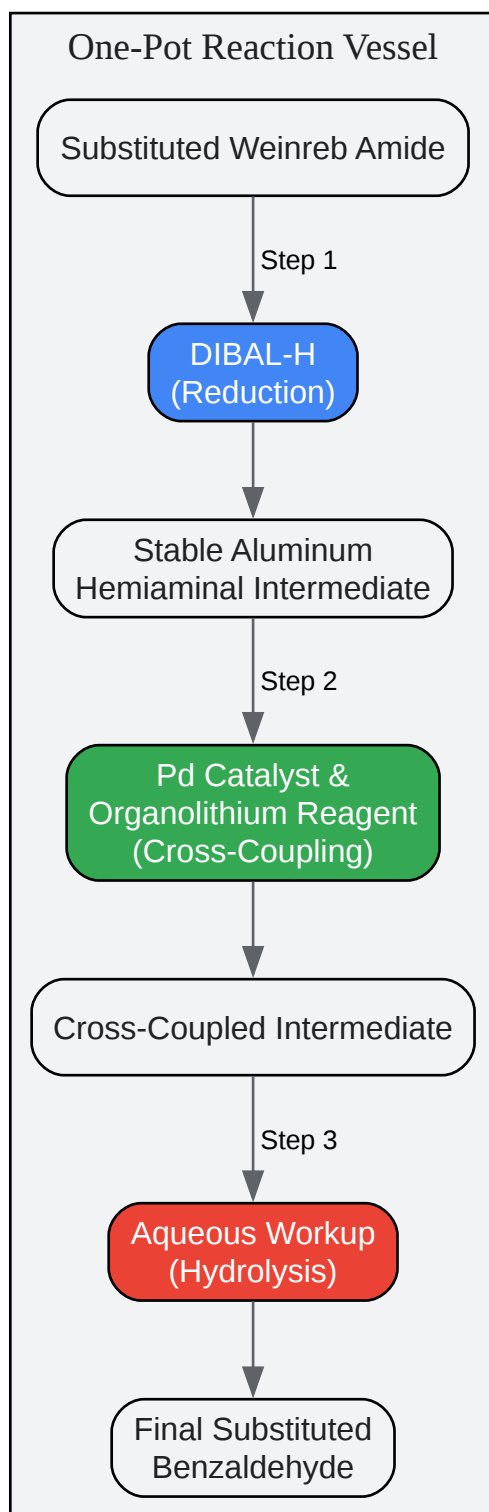 One-Pot Reaction Vessel
Substituted Weinreb Amide
Step 1
DIBAL-H
(Reduction)
Stable Aluminum
Hemiaminal Intermediate
Step 2
Pd Catalyst &
Organolithium Reagent
(Cross-Coupling)
Cross-Coupled Intermediate
Step 3
Aqueous Workup
(Hydrolysis)
Final Substituted
Benzaldehyde